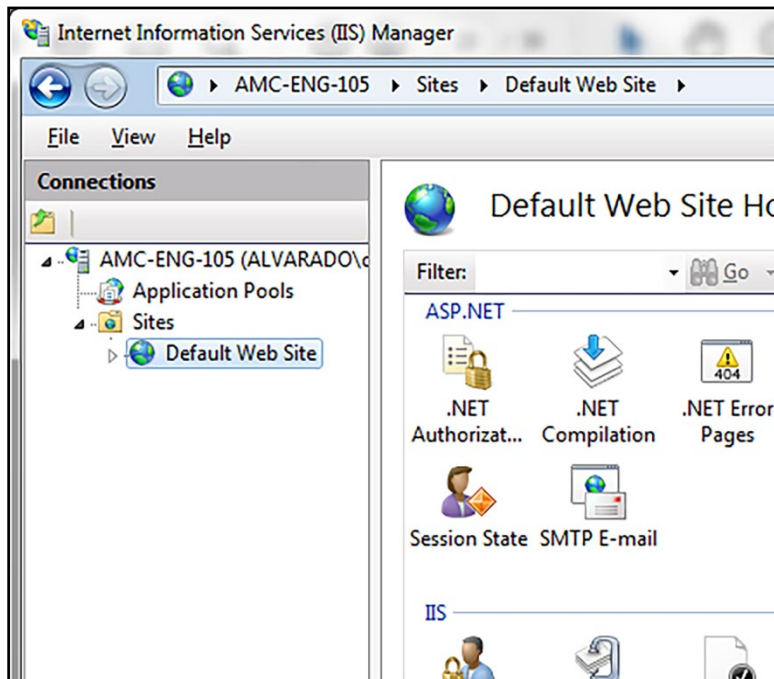 Internet Information Services (IIS) Manager
AMC-ENG-105 Sites Default Web Site
File View Help
Connections
Default Web Site Ho
AMC-ENG-105 (ALVARADO\c
Application Pools
Sites
Default Web Site
Filter: Go
ASP.NET
.NET Authorizat...
.NET Compilation
404
.NET Error Pages
Session State
SMTP E-mail
IIS